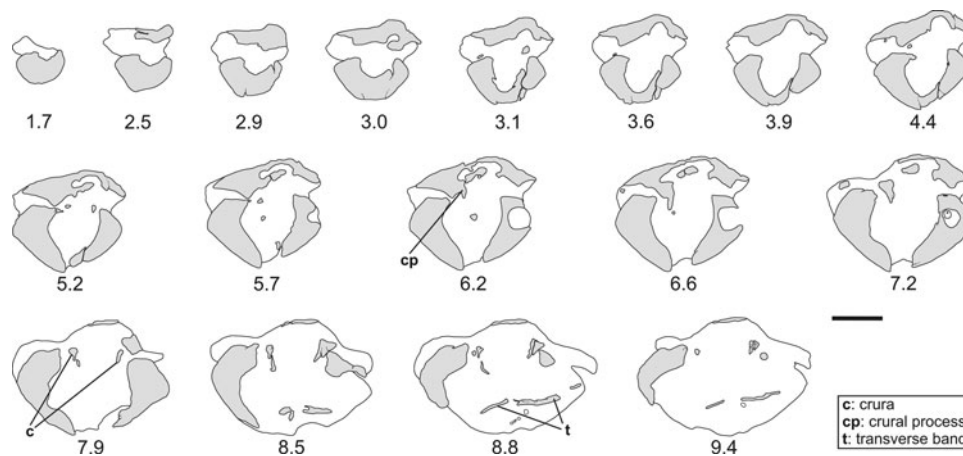 1.7 2.5 2.9 3.0 3.1 3.6 3.9 4.4
cp
5.2 5.7 6.2 6.6 7.2
c t
7.9 8.5 8.8 9.4
c: crura
cp: crural process
t: transverse band